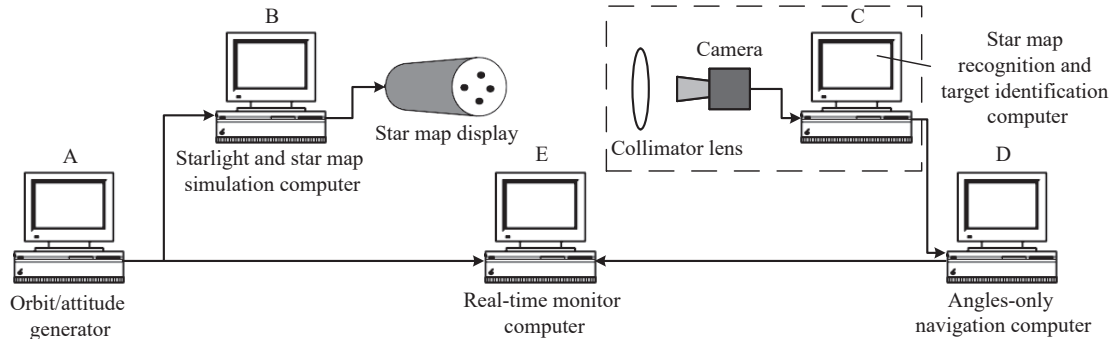 B
C
Camera
Star map
recognition and
target identification
computer
Star map display
Collimator lens
A
Starlight and star map
simulation computer
E
D
Orbit/attitude
generator
Real-time monitor
computer
Angles-only
navigation computer